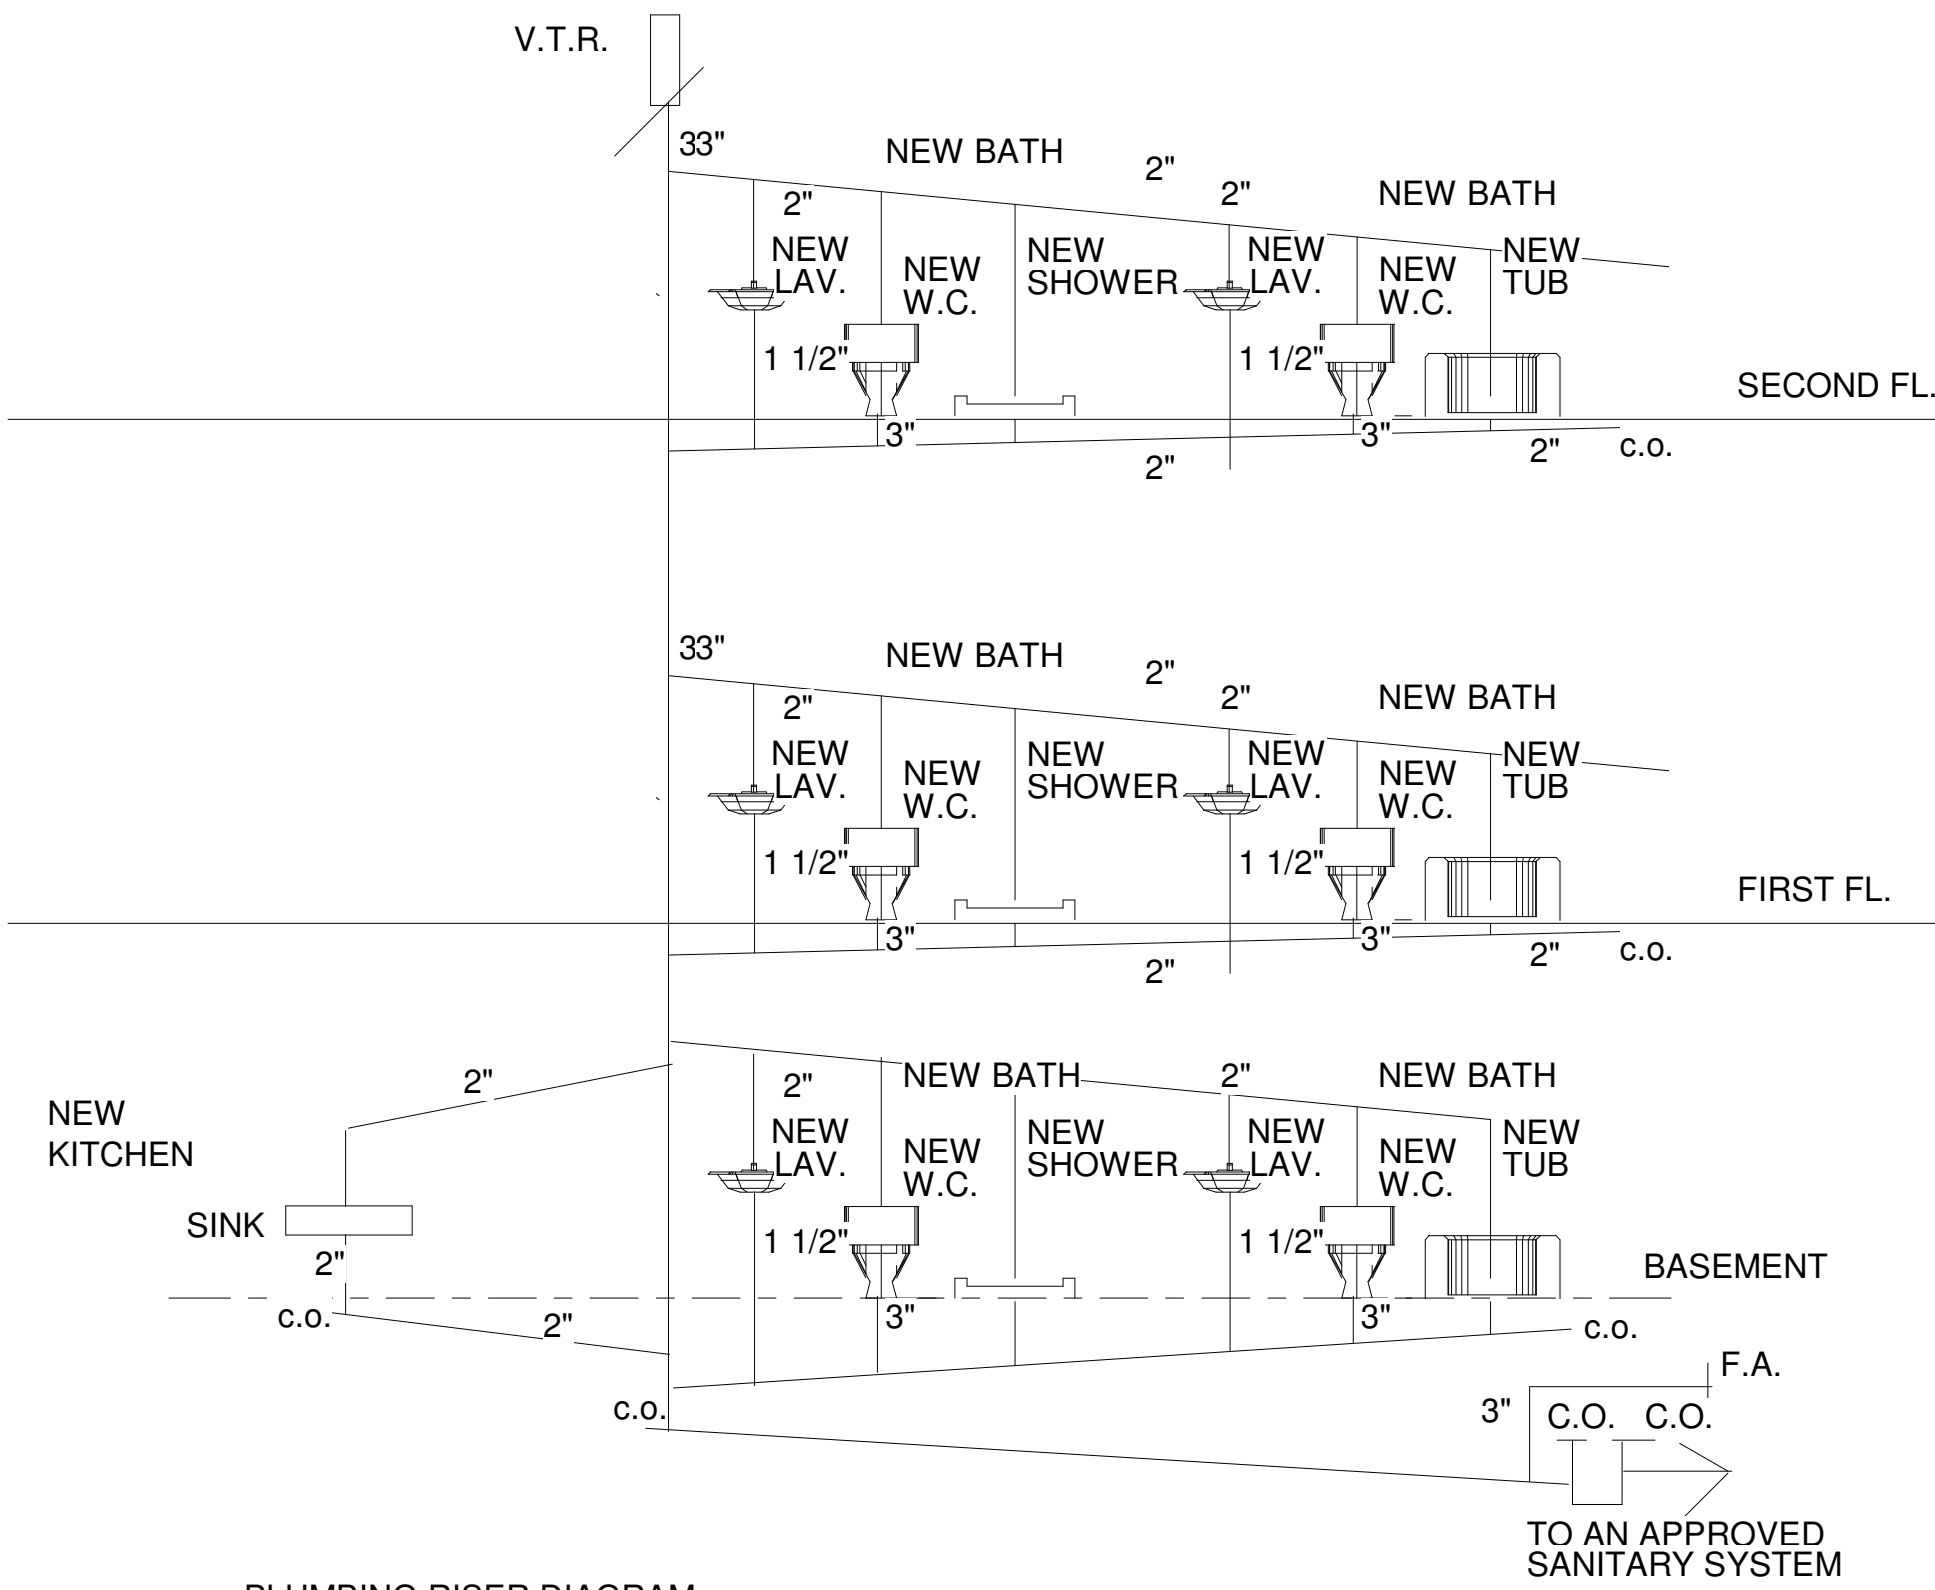 V.T.R.
33"
NEW BATH
2"
2"
NEW BATH
2"
NEW
LAV.
NEW
W.C.
NEW
SHOWER
NEW
LAV.
NEW
W.C.
NEW
TUB
1 1/2"
1 1/2"
SECOND FL.
3"
3"
2"
2"
c.o.
33"
NEW BATH
2"
2"
NEW BATH
2"
NEW
LAV.
NEW
W.C.
NEW
SHOWER
NEW
LAV.
NEW
W.C.
NEW
TUB
1 1/2"
1 1/2"
FIRST FL.
3"
3"
2"
2"
c.o.
2"
2"
NEW BATH
2"
NEW BATH
NEW
KITCHEN
NEW
LAV.
NEW
W.C.
NEW
SHOWER
NEW
LAV.
NEW
W.C.
NEW
TUB
SINK
2"
1 1/2"
1 1/2"
BASEMENT
c.o.
2"
3"
3"
c.o.
F.A.
c.o.
3"
C.O.
C.O.
TO AN APPROVED
SANITARY SYSTEM
PLUMBING RISER DIAGRAM